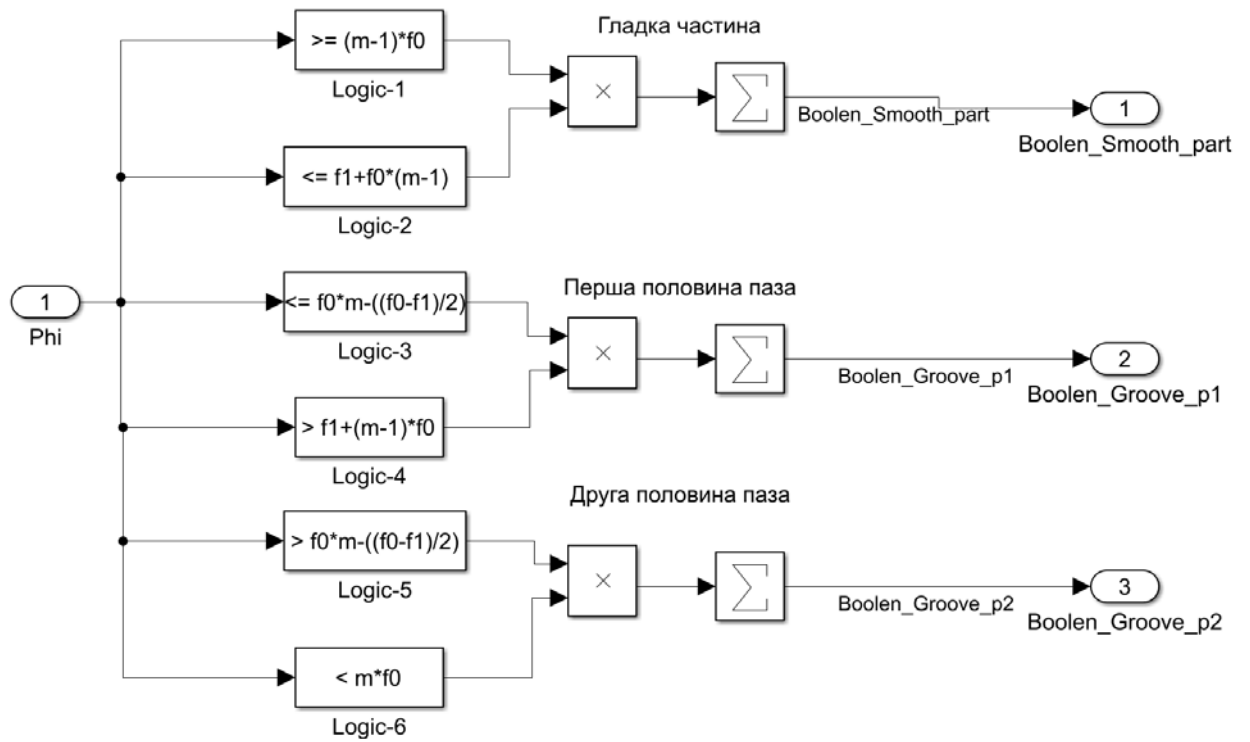 Гладка частина
>= (m-1)*f0
Logic-1
×
Boolen_Smooth_part
1
Boolen_Smooth_part
<= f1+f0*(m-1)
Logic-2
1
Phi
Перша половина паза
<= f0*m-((f0-f1)/2)
Logic-3
×
Boolen_Groove_p1
2
Boolen_Groove_p1
> f1+(m-1)*f0
Logic-4
Друга половина паза
> f0*m-((f0-f1)/2)
Logic-5
×
Boolen_Groove_p2
3
Boolen_Groove_p2
< m*f0
Logic-6